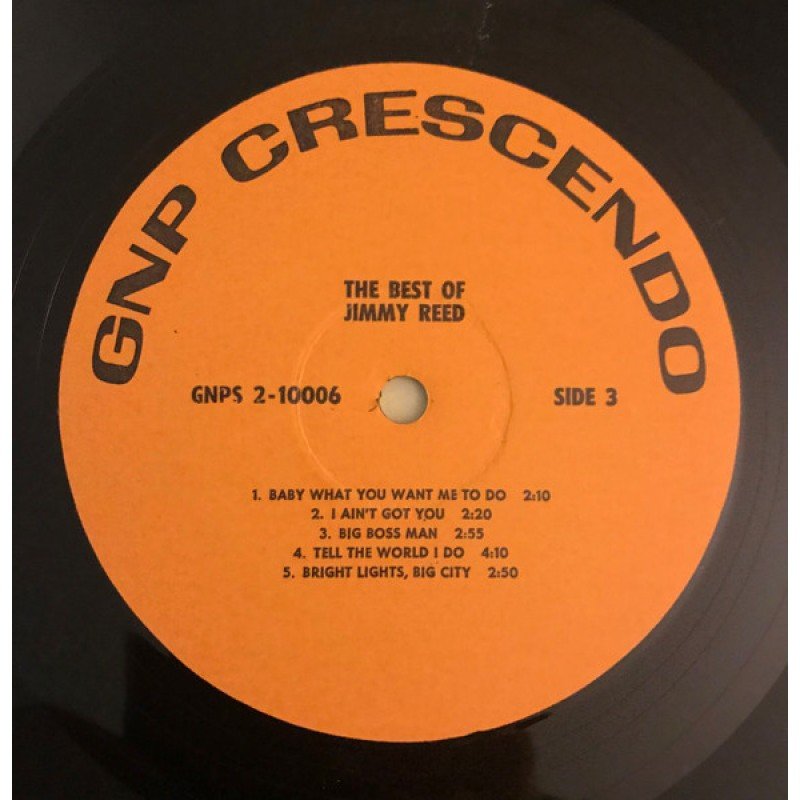 GNP CRESCENDO
THE BEST OF
JIMMY REED
GNPS 2-10006
SIDE 3
1. BABY WHAT YOU WANT ME TO DO 2:10
2. I AIN'T GOT YOU 2:20
3. BIG BOSS MAN 2:55
4. TELL THE WORLD I DO 4:10
5. BRIGHT LIGHTS, BIG CITY 2:50